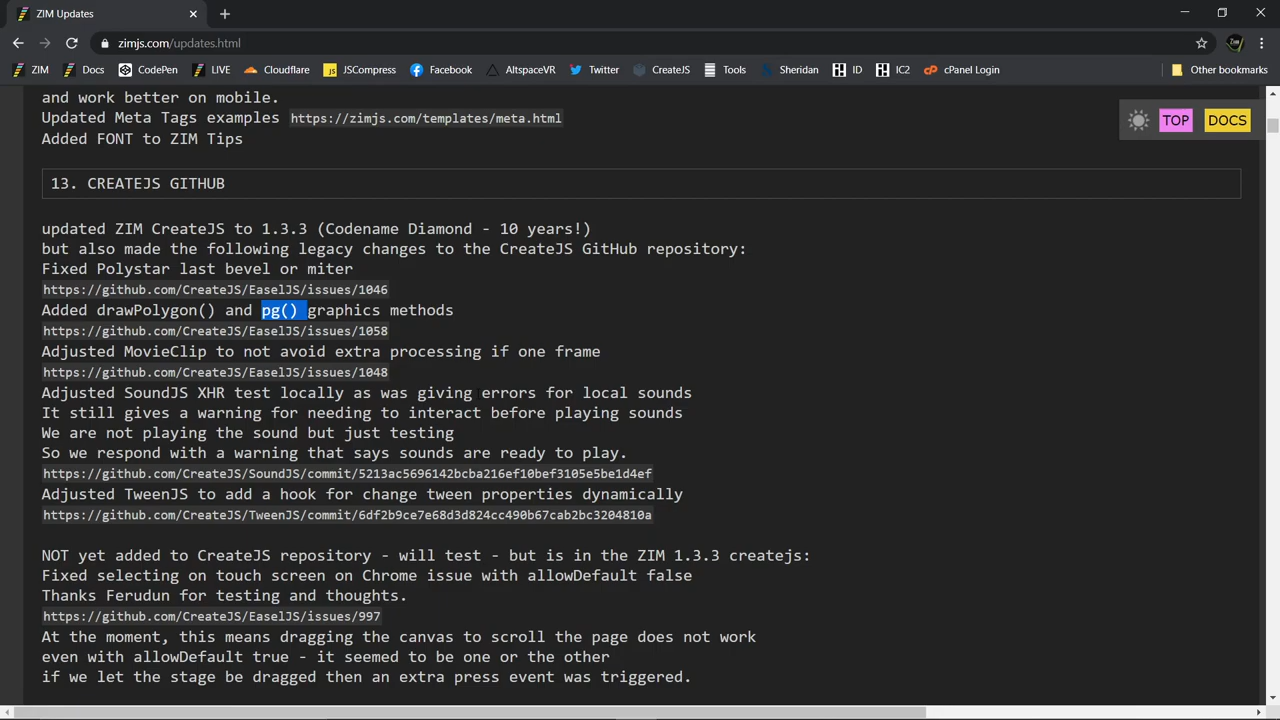 ZIM Updates
zimjs.com/updates.html
ZIM Docs CodePen LIVE Cloudflare JSCompress Facebook AltspaceVR Twitter CreateJS Tools Sheridan ID IC2 cPanel Login Other bookmarks
and work better on mobile.
Updated Meta Tags examples https://zimjs.com/templates/meta.html
Added FONT to ZIM Tips
TOP DOCS
13. CREATEJS GITHUB
updated ZIM CreateJS to 1.3.3 (Codename Diamond - 10 years!)
but also made the following legacy changes to the CreateJS GitHub repository:
Fixed Polystar last bevel or miter
https://github.com/CreateJS/EaselJS/issues/1046
Added drawPolygon() and pg() graphics methods
https://github.com/CreateJS/EaselJS/issues/1058
Adjusted MovieClip to not avoid extra processing if one frame
https://github.com/CreateJS/EaselJS/issues/1048
Adjusted SoundJS XHR test locally as was giving errors for local sounds
It still gives a warning for needing to interact before playing sounds
We are not playing the sound but just testing
So we respond with a warning that says sounds are ready to play.
https://github.com/CreateJS/SoundJS/commit/5213ac5696142bcba216ef10bef3105e5be1d4ef
Adjusted TweenJS to add a hook for change tween properties dynamically
https://github.com/CreateJS/TweenJS/commit/6df2b9ce7e68d3d824cc490b67cab2bc3204810a
NOT yet added to CreateJS repository - will test - but is in the ZIM 1.3.3 createjs:
Fixed selecting on touch screen on Chrome issue with allowDefault false
Thanks Ferudun for testing and thoughts.
https://github.com/CreateJS/EaselJS/issues/997
At the moment, this means dragging the canvas to scroll the page does not work
even with allowDefault true - it seemed to be one or the other
if we let the stage be dragged then an extra press event was triggered.